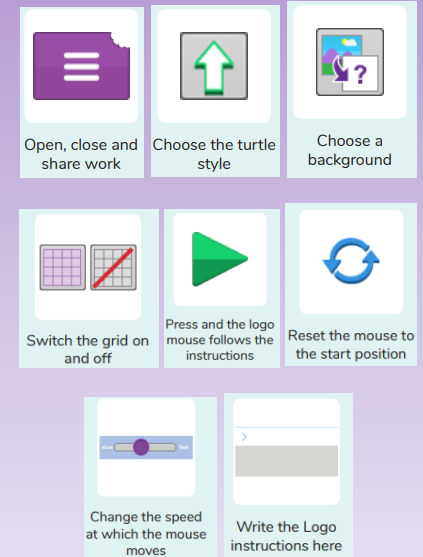 Open, close and
share work
Choose the turtle
style
?
Choose a
background
Switch the grid on
and off
Press and the logo
mouse follows the
instructions
Reset the mouse to
the start position
slow fast
Change the speed
at which the mouse
moves
Write the Logo
instructions here